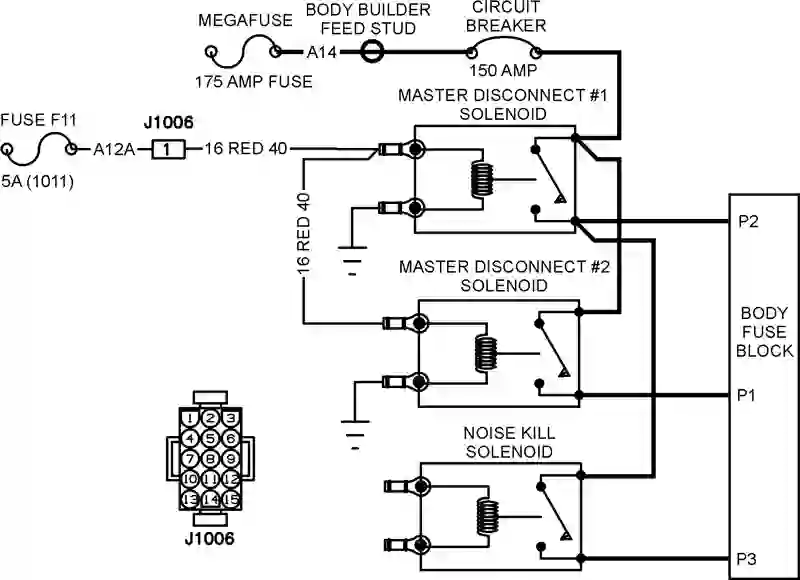 MEGAFUSE
BODY BUILDER
FEED STUD
CIRCUIT
BREAKER
A14
175 AMP FUSE
150 AMP
MASTER DISCONNECT #1
SOLENOID
FUSE F11
J1006
A12A
1
16 RED 40
5A (1011)
16 RED 40
P2
MASTER DISCONNECT #2
SOLENOID
BODY
FUSE
BLOCK
P1
1 2 3
4 5 6
7 8 9
10 11 12
13 14 15
J1006
NOISE KILL
SOLENOID
P3